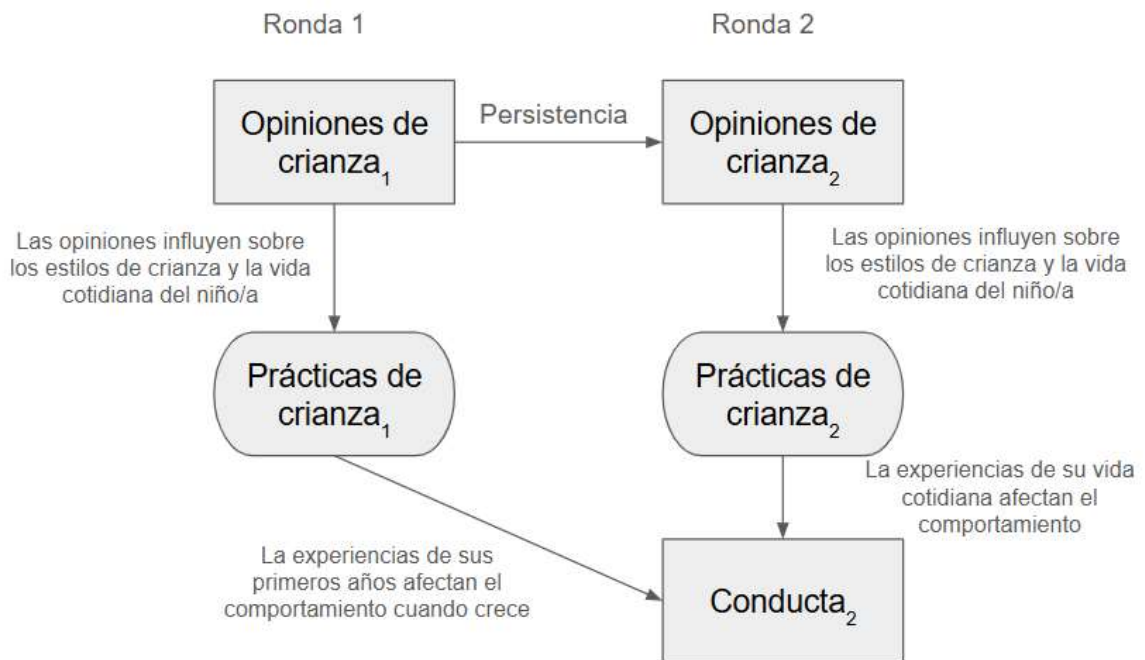 Ronda 1
Ronda 2
Opiniones de
crianza₁
Persistencia
Opiniones de
crianza₂
Las opiniones influyen sobre
los estilos de crianza y la vida
cotidiana del niño/a
Las opiniones influyen sobre
los estilos de crianza y la vida
cotidiana del niño/a
Prácticas de
crianza₁
Prácticas de
crianza₂
La experiencias de su vida
cotidiana afectan el
comportamiento
La experiencias de sus
primeros años afectan el
comportamiento cuando crece
Conducta₂